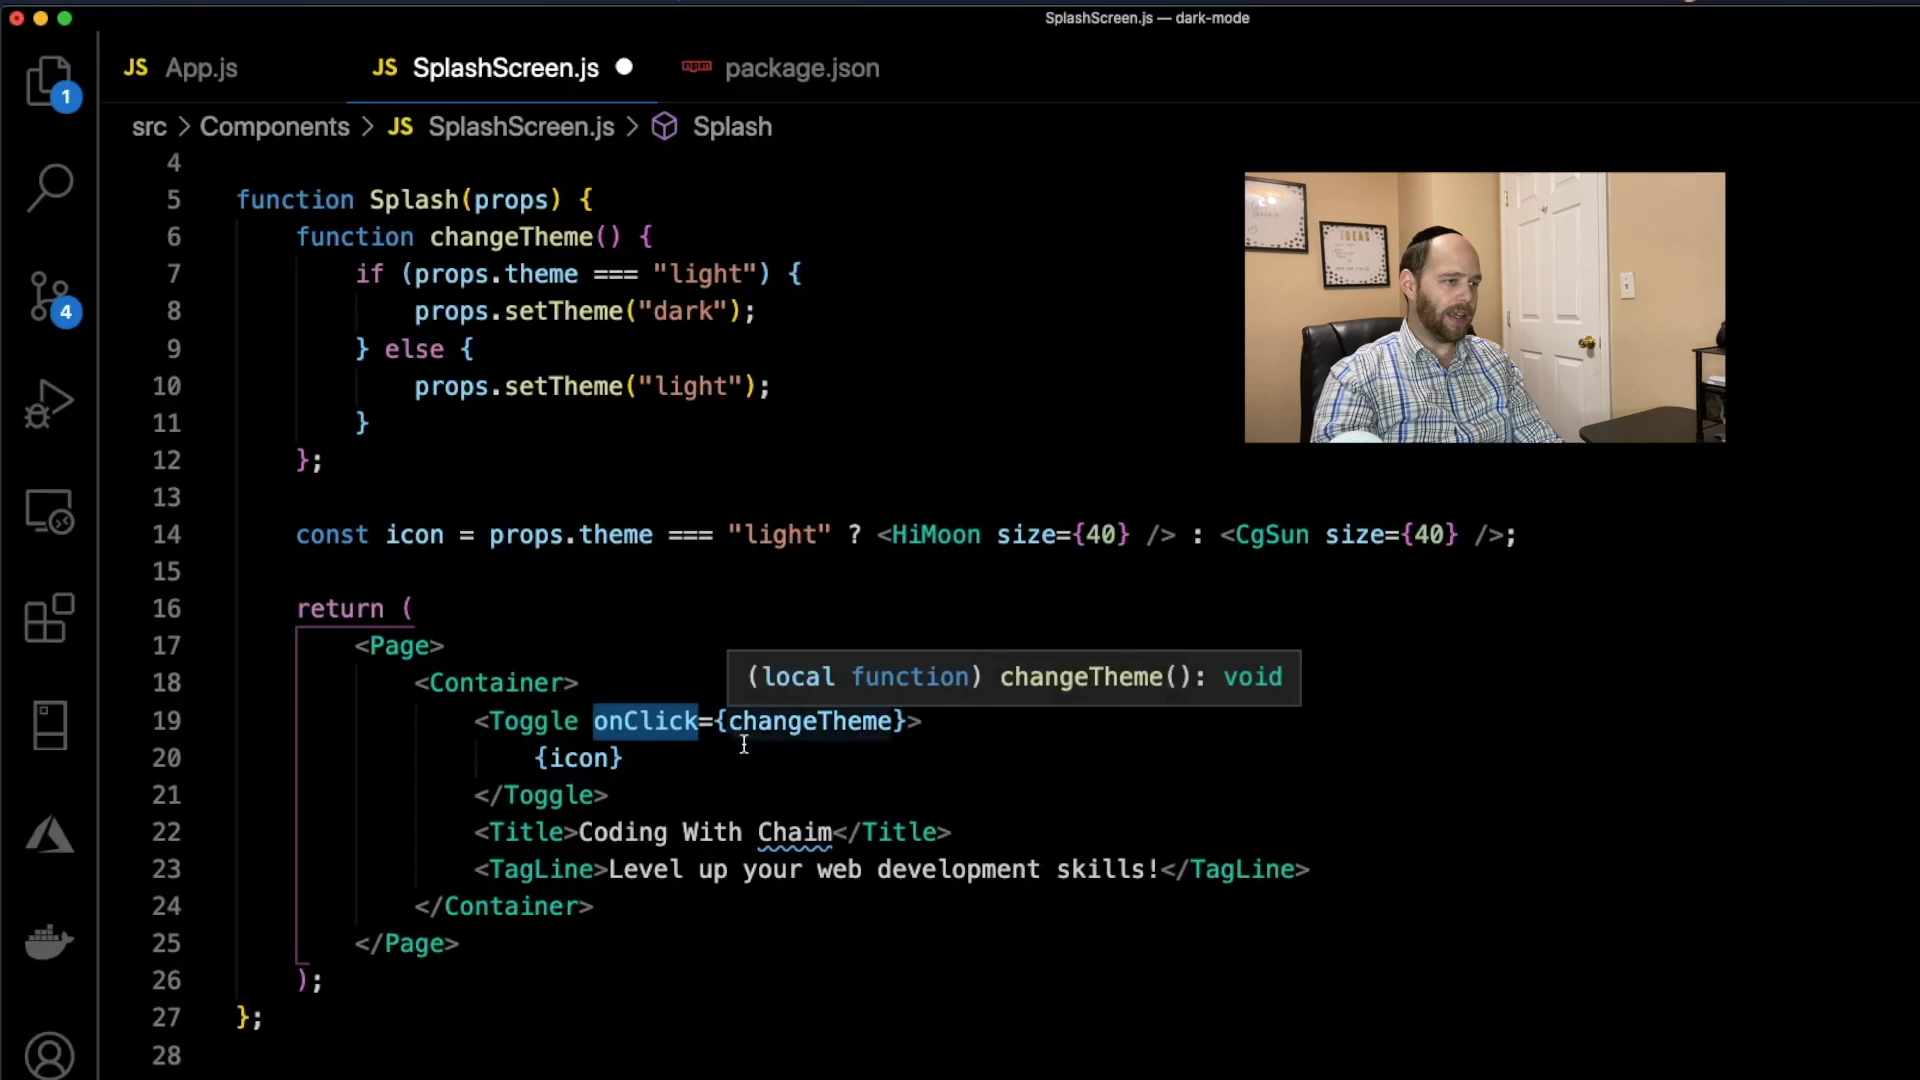 SplashScreen.js — dark-mode
JS App.js JS SplashScreen.js npm package.json
src > Components > JS SplashScreen.js > Splash
1
4
4
5 function Splash(props) {
6 function changeTheme() {
7 if (props.theme === "light") {
8 props.setTheme("dark");
9 } else {
10 props.setTheme("light");
11 }
12 };
13
14 const icon = props.theme === "light" ? <HiMoon size={40} /> : <CgSun size={40} />;
15
16 return (
17 <Page>
(local function) changeTheme(): void
18 <Container>
19 <Toggle onClick={changeTheme}>
20 {icon}
21 </Toggle>
22 <Title>Coding With Chaim</Title>
23 <TagLine>Level up your web development skills!</TagLine>
24 </Container>
25 </Page>
26 );
27 };
28
IDEAS